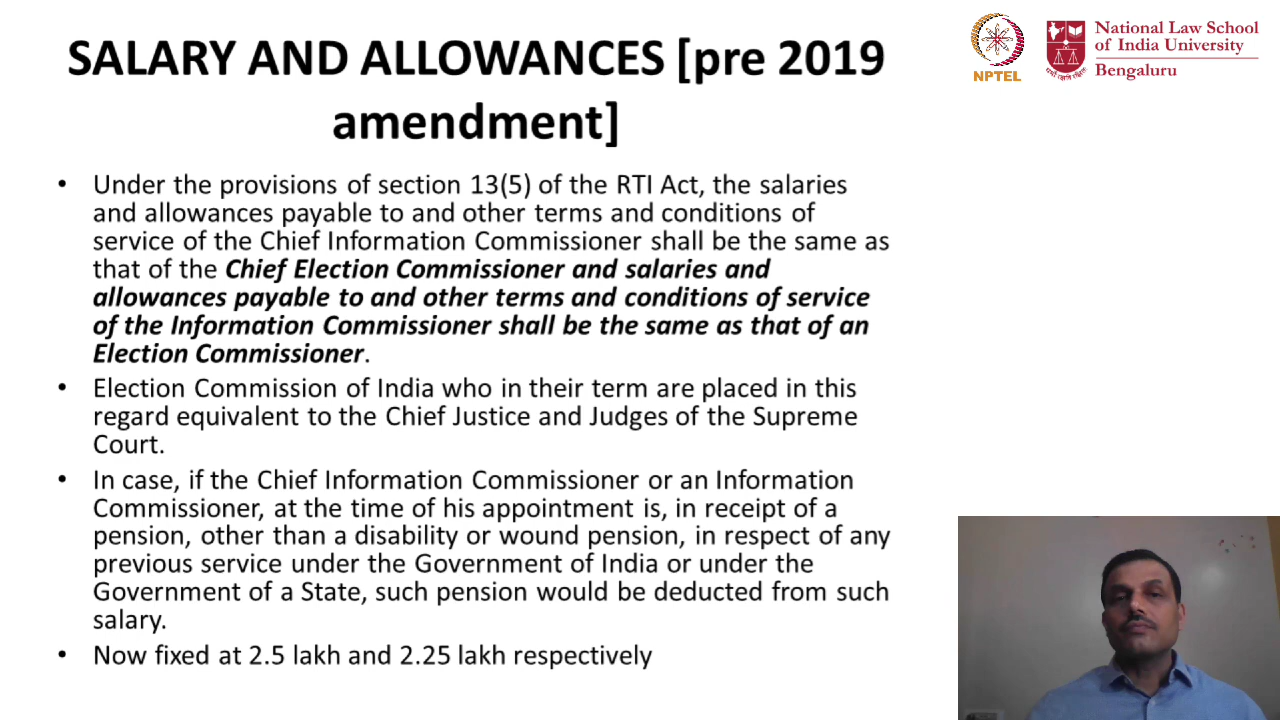 SALARY AND ALLOWANCES [pre 2019
amendment]
• Under the provisions of section 13(5) of the RTI Act, the salaries
and allowances payable to and other terms and conditions of
service of the Chief Information Commissioner shall be the same as
that of the Chief Election Commissioner and salaries and
allowances payable to and other terms and conditions of service
of the Information Commissioner shall be the same as that of an
Election Commissioner.
• Election Commission of India who in their term are placed in this
regard equivalent to the Chief Justice and Judges of the Supreme
Court.
• In case, if the Chief Information Commissioner or an Information
Commissioner, at the time of his appointment is, in receipt of a
pension, other than a disability or wound pension, in respect of any
previous service under the Government of India or under the
Government of a State, such pension would be deducted from such
salary.
• Now fixed at 2.5 lakh and 2.25 lakh respectively
NPTEL
National Law School
of India University
Bengaluru